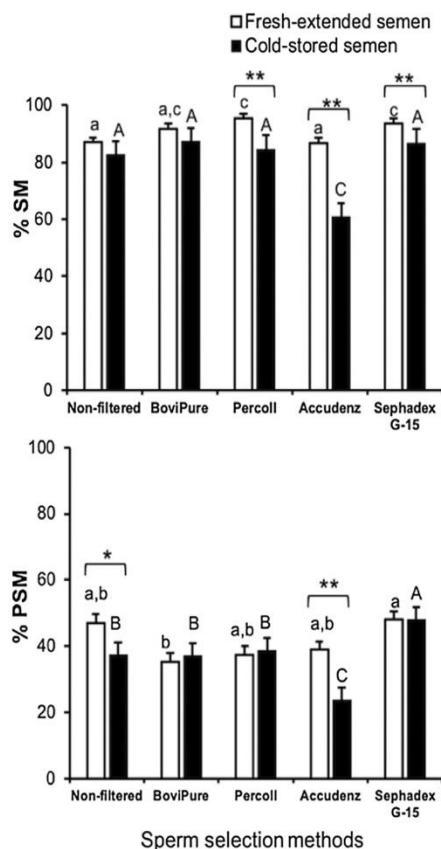 Fresh-extended semen
Cold-stored semen
** ** **
100 a A a,c A c A a C c A
80
60
40
20
0
% SM
Non-filtered BoviPure Percoll Accudenz Sephadex
G-15
100
80
60
40
20
0
% PSM
* **
a,b B b B a,b B a,b C a A
Non-filtered BoviPure Percoll Accudenz Sephadex
G-15
Sperm selection methods